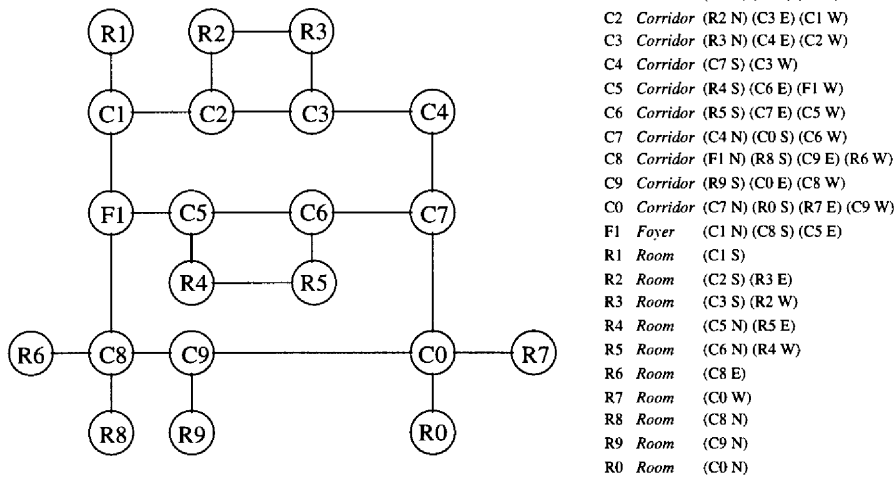 R1 R2 R3
C1 C2 C3 C4
F1 C5 C6 C7
R4 R5
R6 C8 C9 C0 R7
R8 R9 R0
C2 Corridor (R2 N) (C3 E) (C1 W)
C3 Corridor (R3 N) (C4 E) (C2 W)
C4 Corridor (C7 S) (C3 W)
C5 Corridor (R4 S) (C6 E) (F1 W)
C6 Corridor (R5 S) (C7 E) (C5 W)
C7 Corridor (C4 N) (C0 S) (C6 W)
C8 Corridor (F1 N) (R8 S) (C9 E) (R6 W)
C9 Corridor (R9 S) (C0 E) (C8 W)
C0 Corridor (C7 N) (R0 S) (R7 E) (C9 W)
F1 Foyer (C1 N) (C8 S) (C5 E)
R1 Room (C1 S)
R2 Room (C2 S) (R3 E)
R3 Room (C3 S) (R2 W)
R4 Room (C5 N) (R5 E)
R5 Room (C6 N) (R4 W)
R6 Room (C8 E)
R7 Room (C0 W)
R8 Room (C8 N)
R9 Room (C9 N)
R0 Room (C0 N)